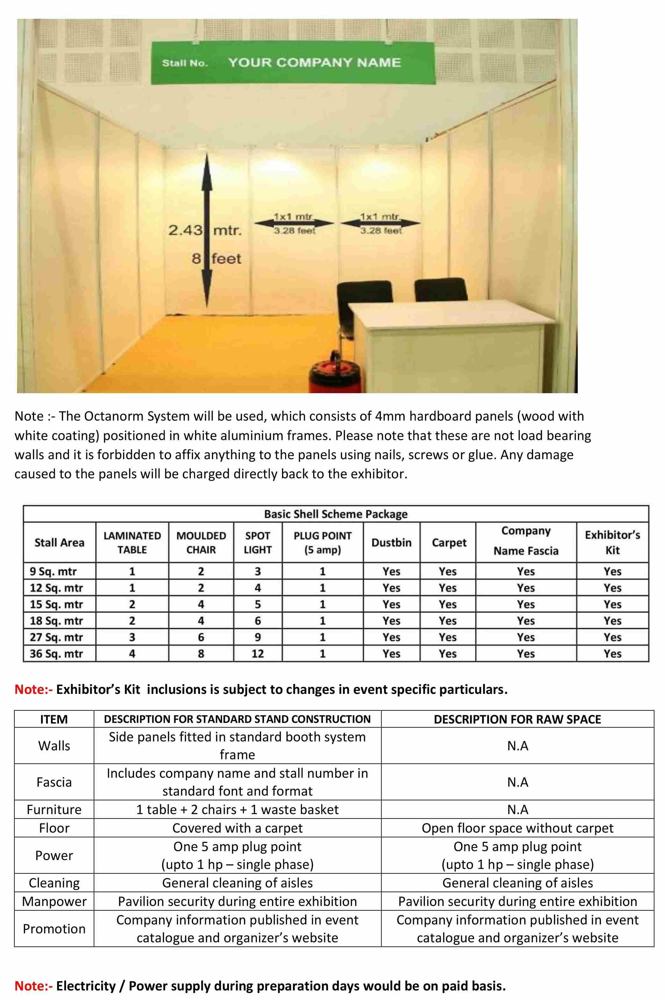 Stall No. YOUR COMPANY NAME
2.43 mtr.
8 feet
1x1 mtr.
3.28 feet
1x1 mtr.
3.28 feet
Note :- The Octanorm System will be used, which consists of 4mm hardboard panels (wood with
white coating) positioned in white aluminium frames. Please note that these are not load bearing
walls and it is forbidden to affix anything to the panels using nails, screws or glue. Any damage
caused to the panels will be charged directly back to the exhibitor.
Basic Shell Scheme Package
Stall Area LAMINATED TABLE MOULDED CHAIR SPOT LIGHT PLUG POINT (5 amp) Dustbin Carpet Company Name Fascia Exhibitor’s Kit
9 Sq. mtr 1 2 3 1 Yes Yes Yes Yes
12 Sq. mtr 1 2 4 1 Yes Yes Yes Yes
15 Sq. mtr 2 4 5 1 Yes Yes Yes Yes
18 Sq. mtr 2 4 6 1 Yes Yes Yes Yes
27 Sq. mtr 3 6 9 1 Yes Yes Yes Yes
36 Sq. mtr 4 8 12 1 Yes Yes Yes Yes
Note:- Exhibitor’s Kit inclusions is subject to changes in event specific particulars.
ITEM DESCRIPTION FOR STANDARD STAND CONSTRUCTION DESCRIPTION FOR RAW SPACE
Walls Side panels fitted in standard booth system frame N.A
Fascia Includes company name and stall number in standard font and format N.A
Furniture 1 table + 2 chairs + 1 waste basket N.A
Floor Covered with a carpet Open floor space without carpet
Power One 5 amp plug point (upto 1 hp – single phase) One 5 amp plug point (upto 1 hp – single phase)
Cleaning General cleaning of aisles General cleaning of aisles
Manpower Pavilion security during entire exhibition Pavilion security during entire exhibition
Promotion Company information published in event catalogue and organizer’s website Company information published in event catalogue and organizer’s website
Note:- Electricity / Power supply during preparation days would be on paid basis.